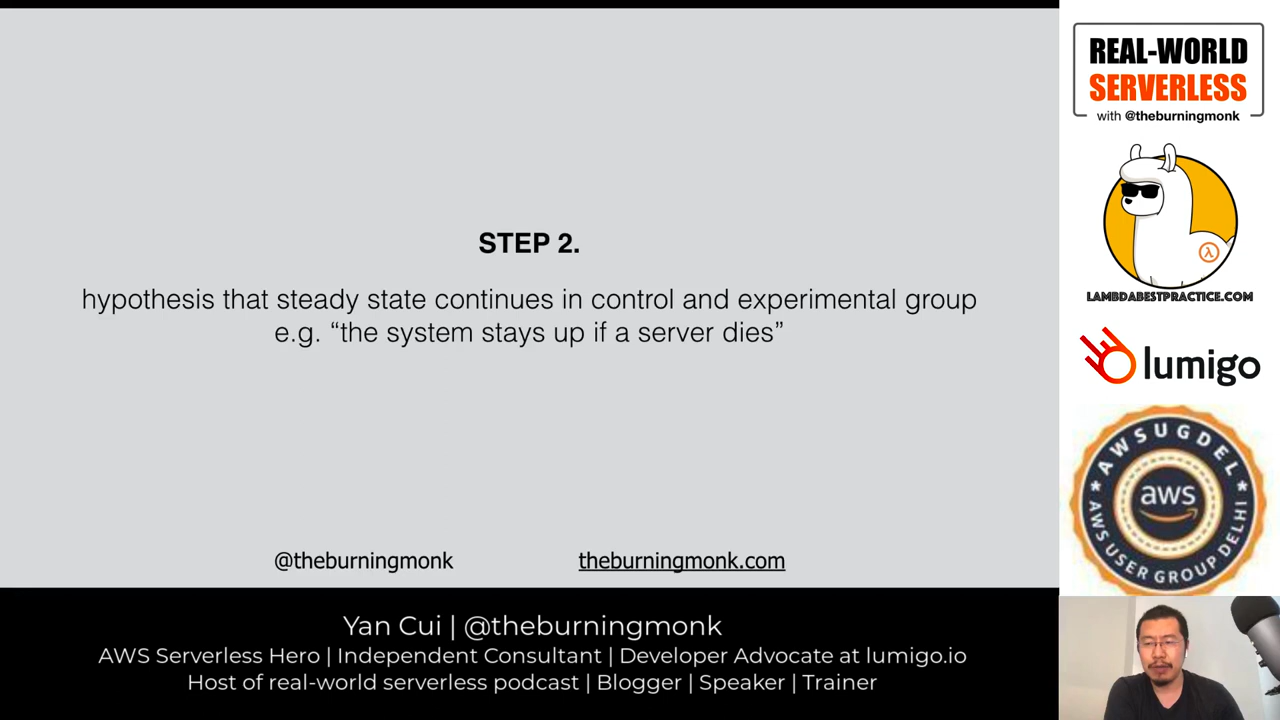 STEP 2.
hypothesis that steady state continues in control and experimental group
e.g. “the system stays up if a server dies”
@theburningmonk
theburningmonk.com
Yan Cui | @theburningmonk
AWS Serverless Hero | Independent Consultant | Developer Advocate at lumigo.io
Host of real-world serverless podcast | Blogger | Speaker | Trainer
REAL-WORLD
SERVERLESS
with @theburningmonk
λ
LAMBDABESTPRACTICE.COM
lumigo
* AWSUGDEL *
aws
AWS USER GROUP DELHI